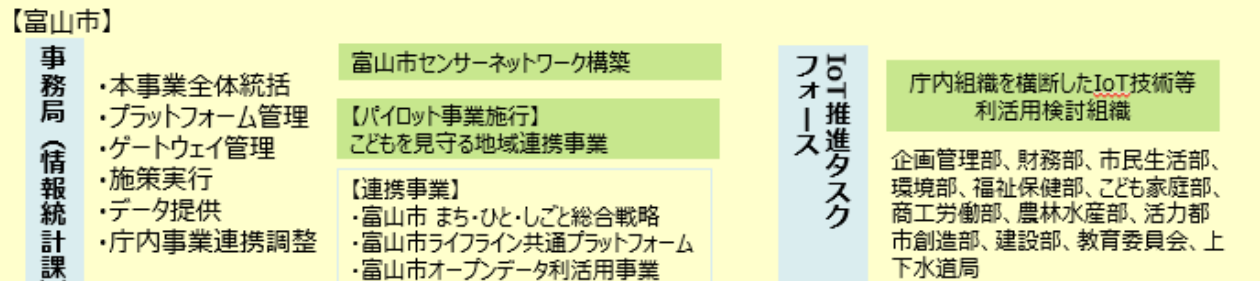 【富山市】
事務局（情報統計課
・本事業全体統括
・プラットフォーム管理
・ゲートウェイ管理
・施策実行
・データ提供
・庁内事業連携調整
富山市センサーネットワーク構築
【パイロット事業施行】
こどもを見守る地域連携事業
【連携事業】
・富山市 まち・ひと・しごと総合戦略
・富山市ライフライン共通プラットフォーム
・富山市オープンデータ利活用事業
IoT推進タスク
フォース
庁内組織を横断したIoT技術等
利活用検討組織
企画管理部、財務部、市民生活部、
環境部、福祉保健部、こども家庭部、
商工労働部、農林水産部、活力都
市創造部、建設部、教育委員会、上
下水道局